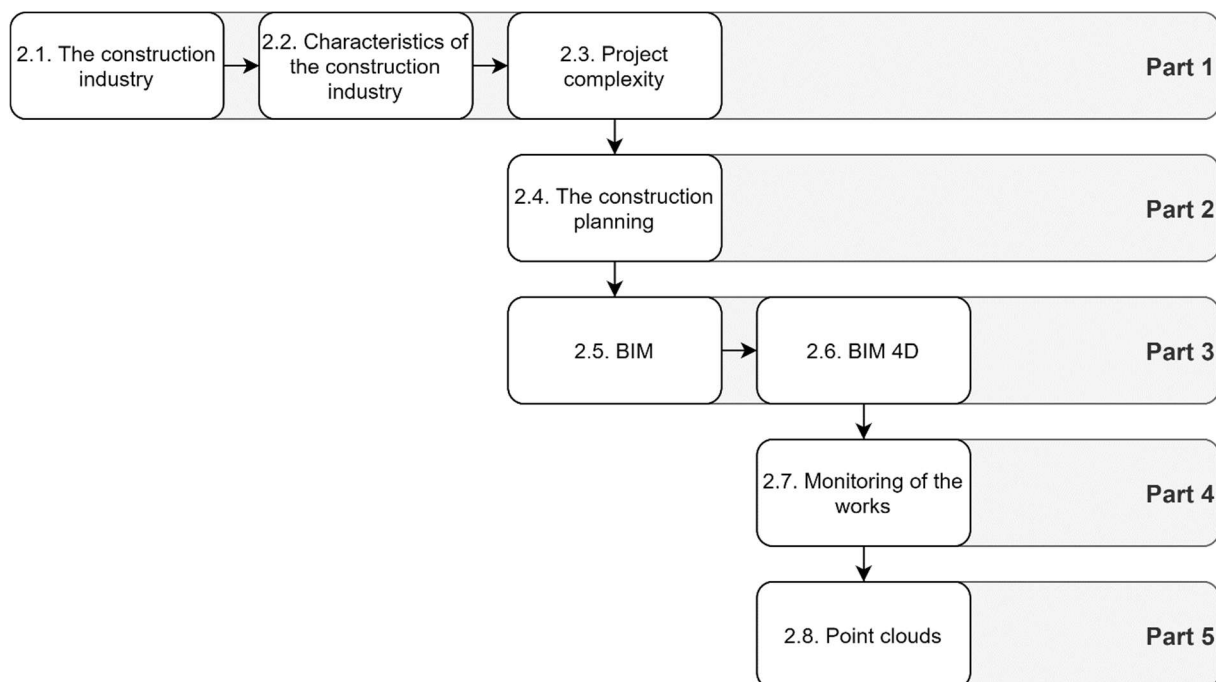 2.1. The construction
industry
2.2. Characteristics of
the construction
industry
2.3. Project
complexity
Part 1
2.4. The construction
planning
Part 2
2.5. BIM
2.6. BIM 4D
Part 3
2.7. Monitoring of the
works
Part 4
2.8. Point clouds
Part 5